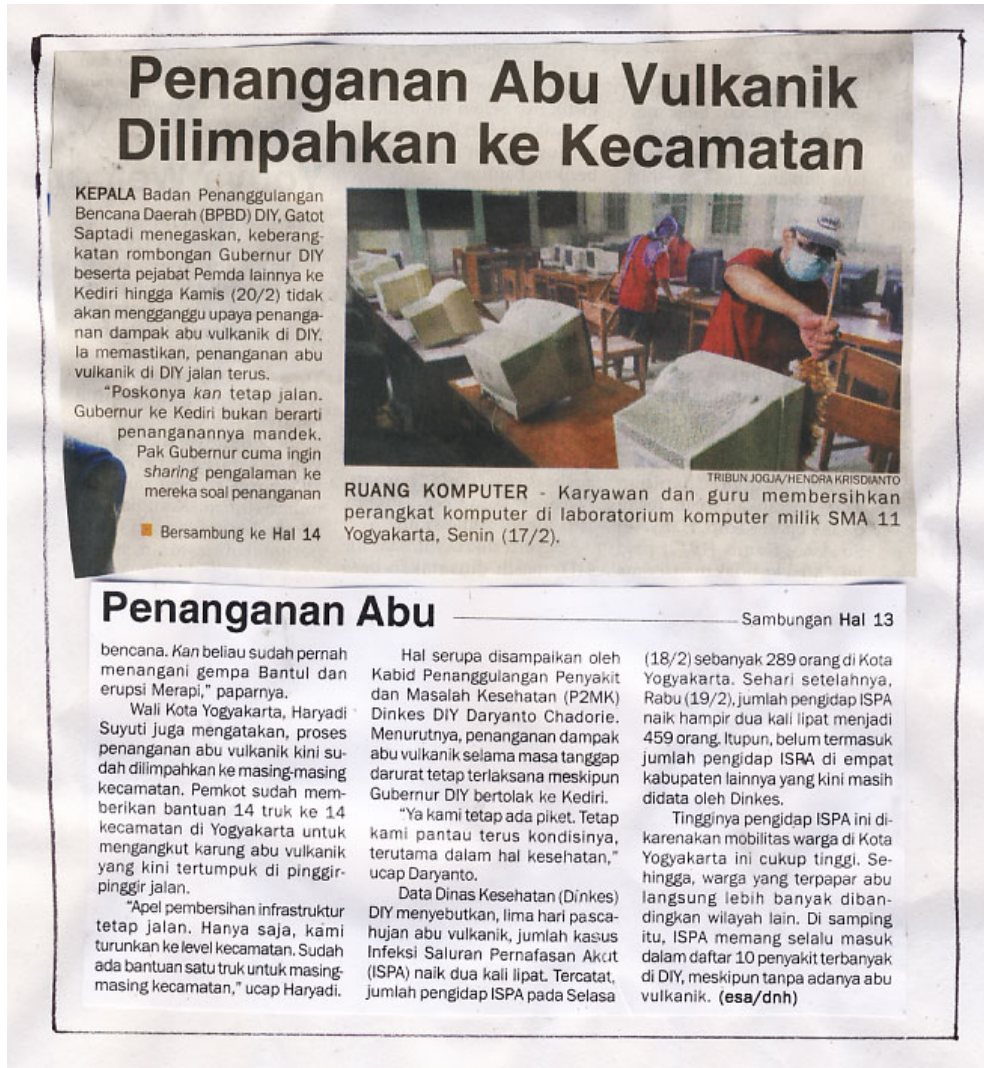 Penanganan Abu Vulkanik
Dilimpahkan ke Kecamatan
KEPALA Badan Penanggulangan
Bencana Daerah (BPBD) DIY, Gatot
Saptadi menegaskan, keberang-
katan rombongan Gubernur DIY
beserta pejabat Pemda lainnya ke
Kediri hingga Kamis (20/2) tidak
akan mengganggu upaya penanga-
nan dampak abu vulkanik di DIY.
Ia memastikan, penanganan abu
vulkanik di DIY jalan terus.
"Poskonya kan tetap jalan.
Gubernur ke Kediri bukan berarti
penanganannya mandek.
Pak Gubernur cuma ingin
sharing pengalaman ke
mereka soal penanganan
Bersambung ke Hal 14
TRIBUN JOGJA/HENDRA KRISDIANTO
RUANG KOMPUTER - Karyawan dan guru membersihkan
perangkat komputer di laboratorium komputer milik SMA 11
Yogyakarta, Senin (17/2).
Penanganan Abu
Sambungan Hal 13
bencana. Kan beliau sudah pernah
menangani gempa Bantul dan
erupsi Merapi," paparnya.
Wali Kota Yogyakarta, Haryadi
Suyuti juga mengatakan, proses
penanganan abu vulkanik kini su-
dah dilimpahkan ke masing-masing
kecamatan. Pemkot sudah mem-
berikan bantuan 14 truk ke 14
kecamatan di Yogyakarta untuk
mengangkut karung abu vulkanik
yang kini tertumpuk di pinggir-
pinggir jalan.
"Apel pembersihan infrastruktur
tetap jalan. Hanya saja, kami
turunkan ke level kecamatan. Sudah
ada bantuan satu truk untuk masing-
masing kecamatan," ucap Haryadi.
Hal serupa disampaikan oleh
Kabid Penanggulangan Penyakit
dan Masalah Kesehatan (P2MK)
Dinkes DIY Daryanto Chadorie.
Menurutnya, penanganan dampak
abu vulkanik selama masa tanggap
darurat tetap terlaksana meskipun
Gubernur DIY bertolak ke Kediri.
"Ya kami tetap ada piket. Tetap
kami pantau terus kondisinya,
terutama dalam hal kesehatan,"
ucap Daryanto.
Data Dinas Kesehatan (Dinkes)
DIY menyebutkan, lima hari pasca-
hujan abu vulkanik, jumlah kasus
Infeksi Saluran Pernafasan Akut
(ISPA) naik dua kali lipat. Tercatat,
jumlah pengidap ISPA pada Selasa
(18/2) sebanyak 289 orang di Kota
Yogyakarta. Sehari setelahnya,
Rabu (19/2), jumlah pengidap ISPA
naik hampir dua kali lipat menjadi
459 orang. Itupun, belum termasuk
jumlah pengidap ISPA di empat
kabupaten lainnya yang kini masih
didata oleh Dinkes.
Tingginya pengidap ISPA ini di-
karenakan mobilitas warga di Kota
Yogyakarta ini cukup tinggi. Se-
hingga, warga yang terpapar abu
langsung lebih banyak diban-
dingkan wilayah lain. Di samping
itu, ISPA memang selalu masuk
dalam daftar 10 penyakit terbanyak
di DIY, meskipun tanpa adanya abu
vulkanik. (esa/dnh)